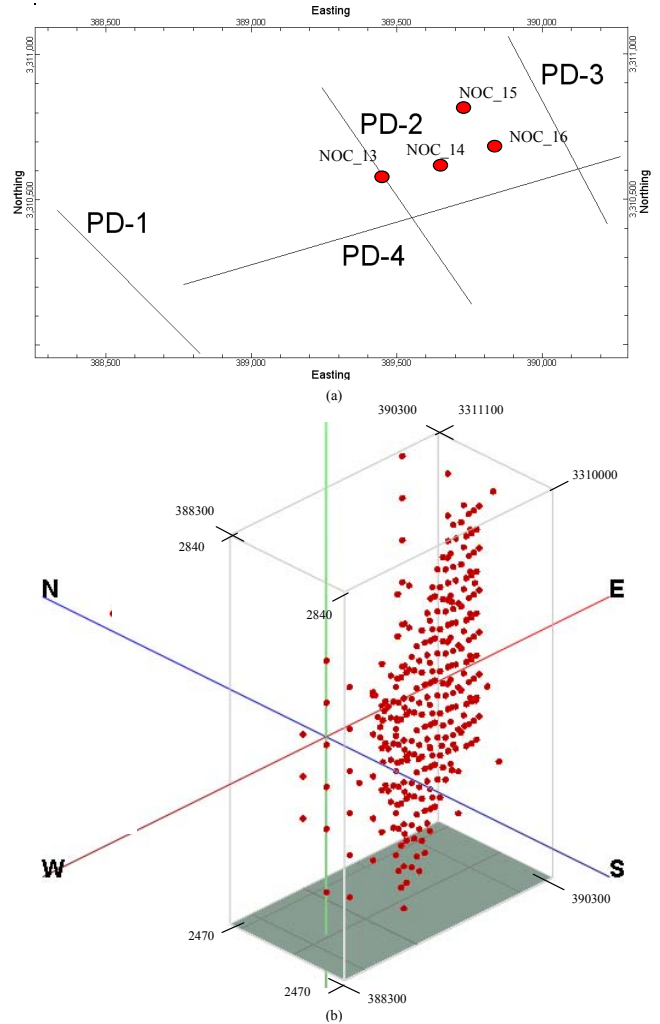 Easting
388,500 389,000 389,500 390,000
3,311,000 3,311,000
PD-3
NOC_15
PD-2
NOC_16
NOC_14
NOC_13
Northing Northing
3,310,500 3,310,500
PD-1
PD-4
388,500 389,000 389,500 390,000
Easting
(a)
390300 3311100
3310000
388300
2840
N E
2840
W S
390300
2470
2470
388300
(b)